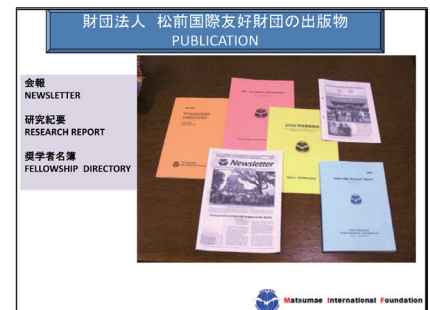 財団法人 松前国際友好財団の出版物
PUBLICATION
会報
NEWSLETTER
研究紀要
RESEARCH REPORT
奨学者名簿
FELLOWSHIP DIRECTORY
FELLOWSHIP
DIRECTORY
Newsletter
Matsumae International Foundation